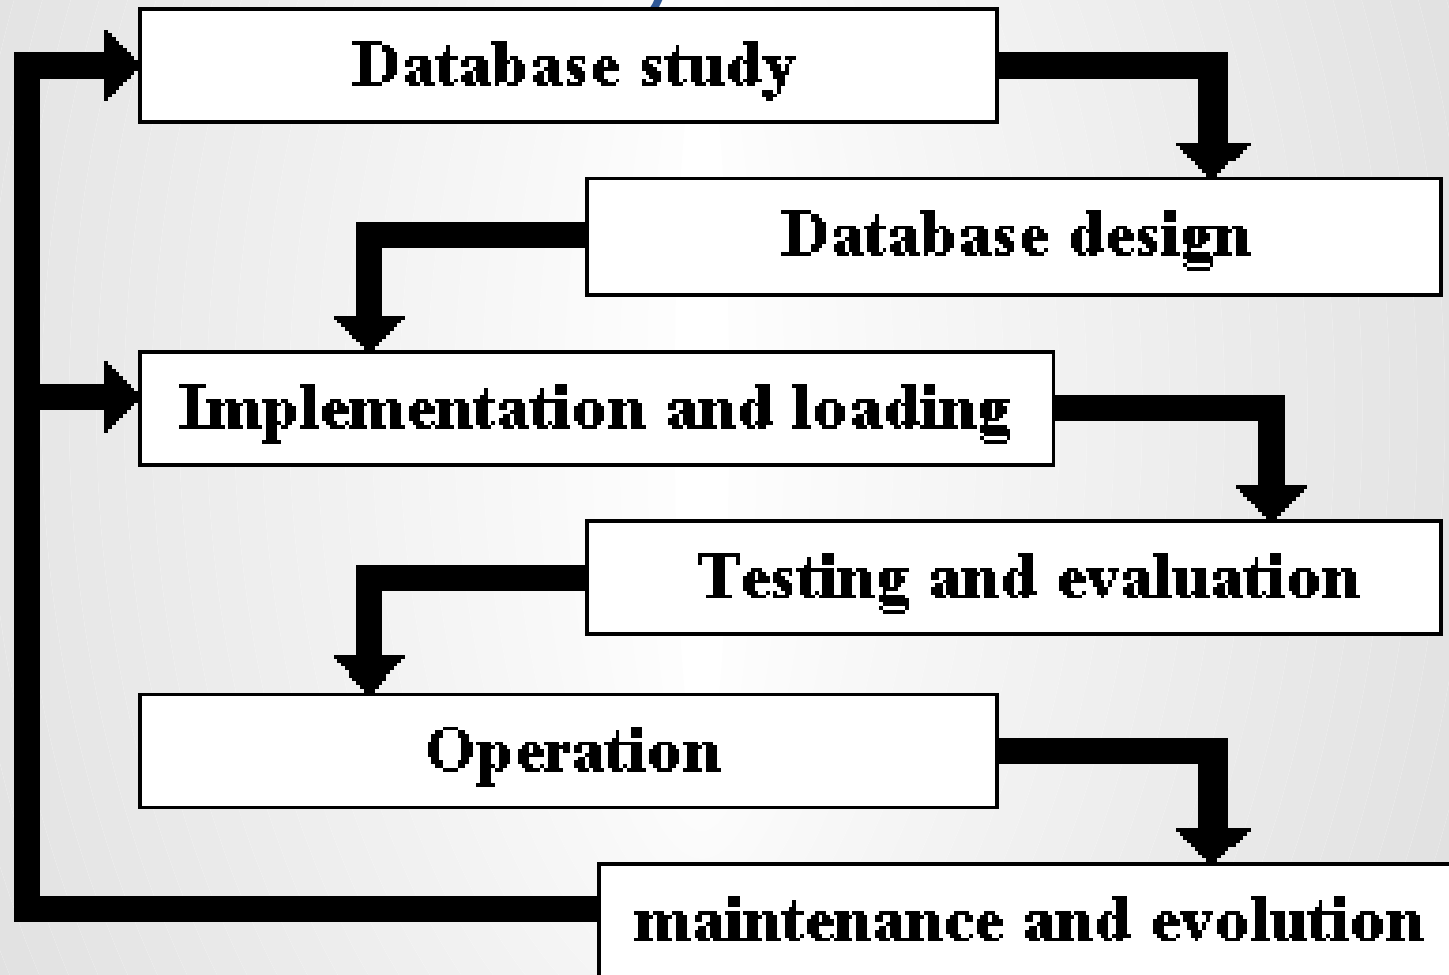 Database study
Database design
Implementation and loading
Testing and evaluation
Operation
maintenance and evolution